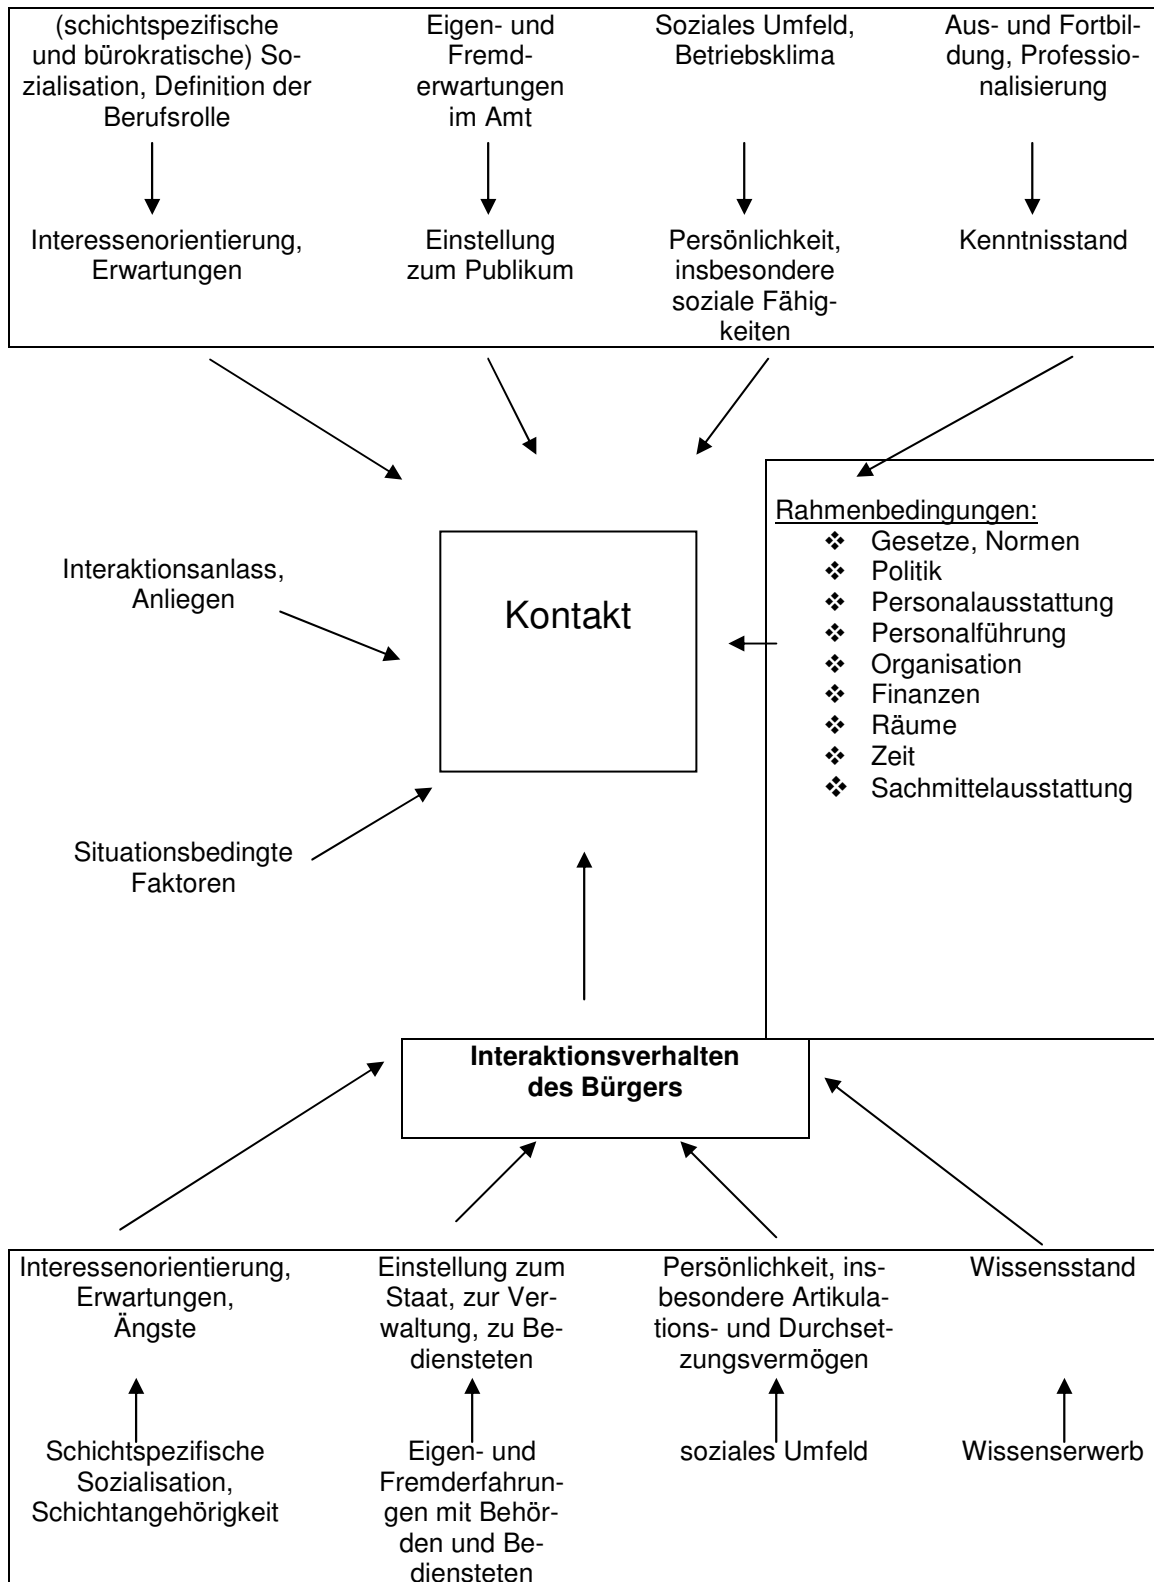 (schichtspezifische
und bürokratische) So-
zialisation, Definition der
Berufsrolle
Eigen- und
Fremd-
erwartungen
im Amt
Soziales Umfeld,
Betriebsklima
Aus- und Fortbil-
dung, Professio-
nalisierung
Interessenorientierung,
Erwartungen
Einstellung
zum Publikum
Persönlichkeit,
insbesondere
soziale Fähig-
keiten
Kenntnisstand
Interaktionsanlass,
Anliegen
Kontakt
Rahmenbedingungen:
❖ Gesetze, Normen
❖ Politik
❖ Personalausstattung
❖ Personalführung
❖ Organisation
❖ Finanzen
❖ Räume
❖ Zeit
❖ Sachmittelausstattung
Situationsbedingte
Faktoren
Interaktionsverhalten
des Bürgers
Interessenorientierung,
Erwartungen,
Ängste
Einstellung zum
Staat, zur Ver-
waltung, zu Be-
diensteten
Persönlichkeit, ins-
besondere Artikula-
tions- und Durchset-
zungsvermögen
Wissensstand
Schichtspezifische
Sozialisation,
Schichtangehörigkeit
Eigen- und
Fremderfahrun-
gen mit Behör-
den und Be-
diensteten
soziales Umfeld
Wissenserwerb